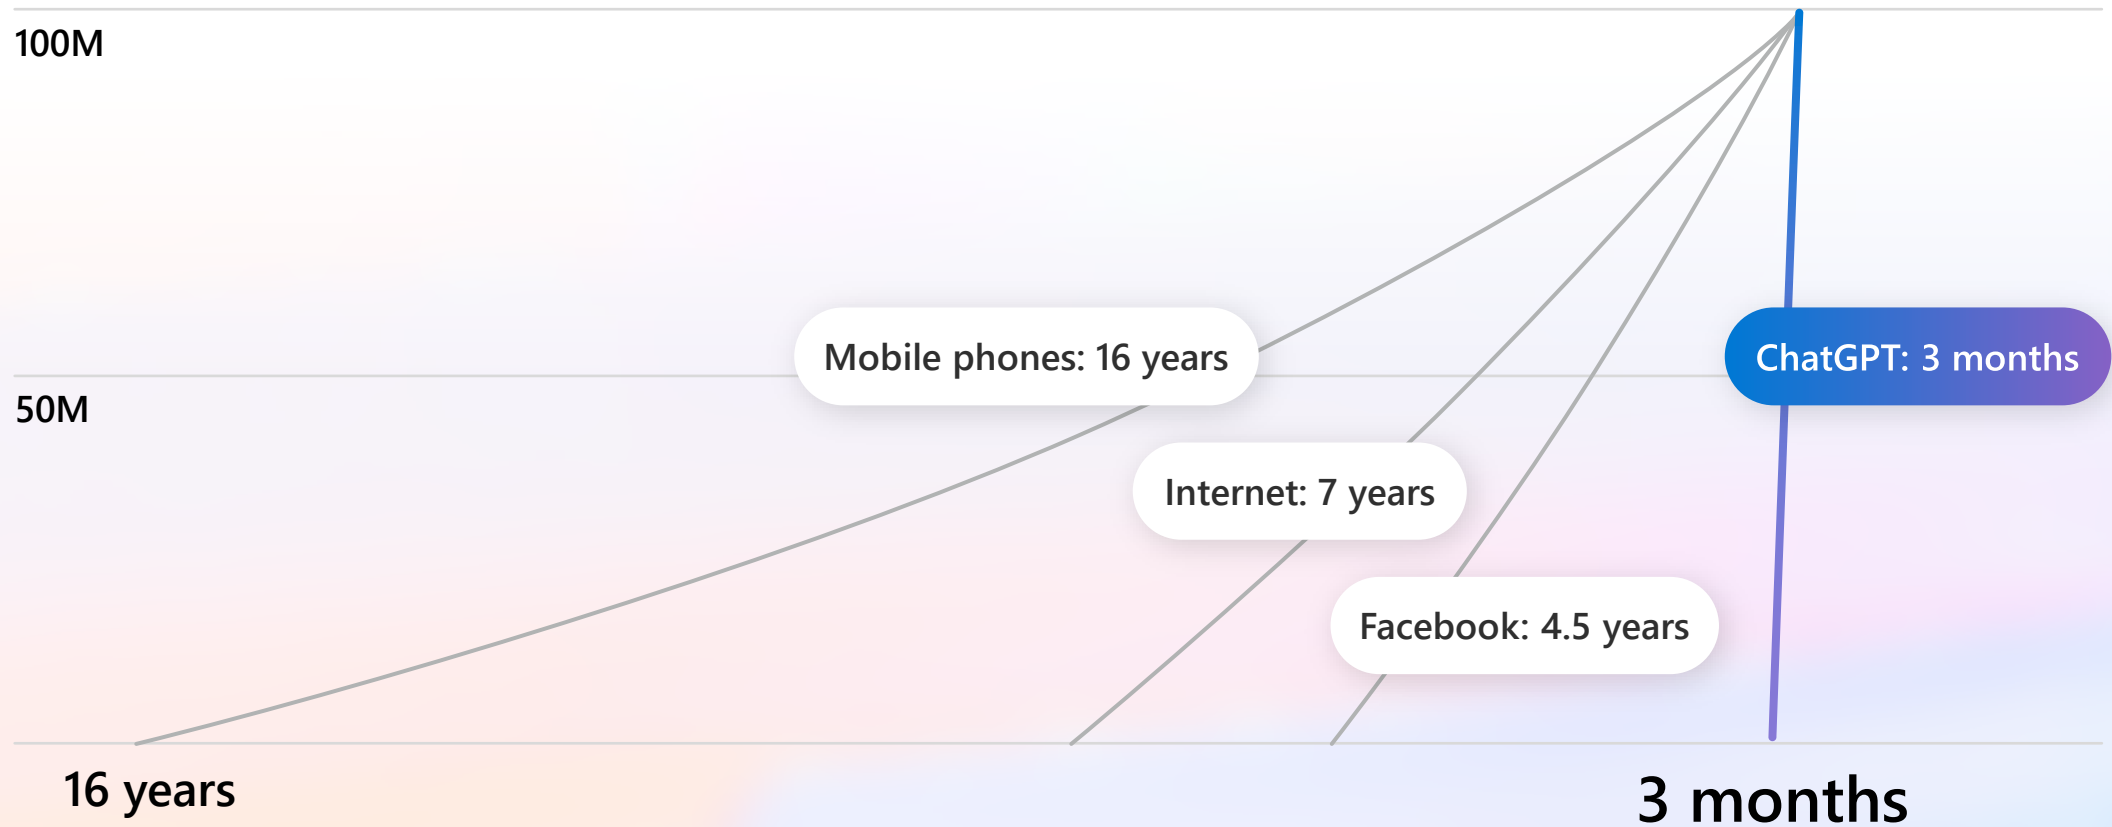 100M
Mobile phones: 16 years
ChatGPT: 3 months
50M
Internet: 7 years
Facebook: 4.5 years
16 years
3 months